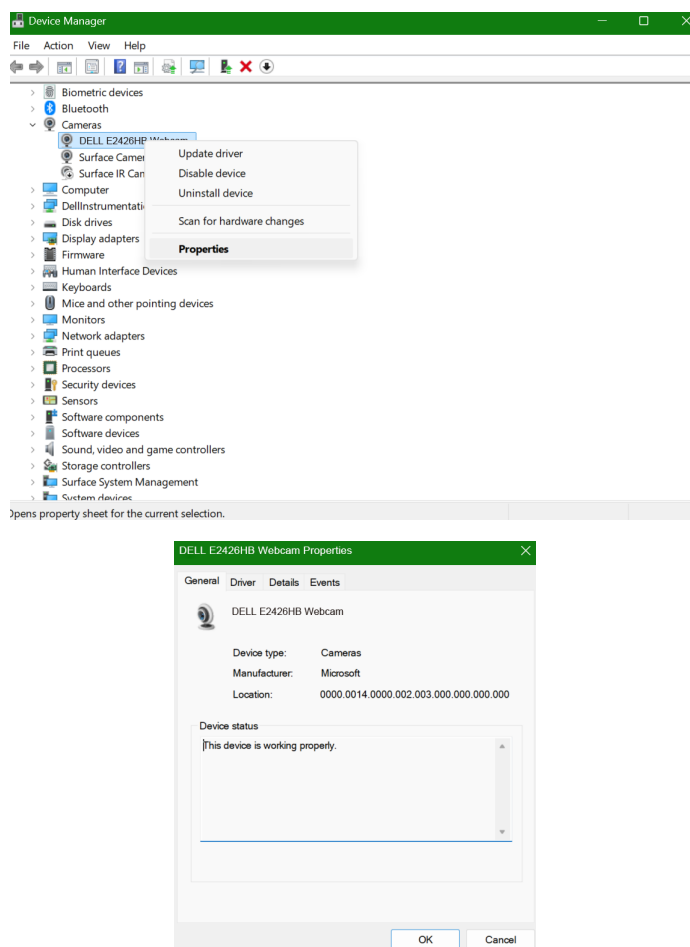 Device Manager
File Action View Help
Biometric devices
Bluetooth
Cameras
DELL E2426HB Webcam
Surface Camer
Surface IR Can
Update driver
Disable device
Uninstall device
Scan for hardware changes
Properties
Computer
DellInstrumentati
Disk drives
Display adapters
Firmware
Human Interface Devices
Keyboards
Mice and other pointing devices
Monitors
Network adapters
Print queues
Processors
Security devices
Sensors
Software components
Software devices
Sound, video and game controllers
Storage controllers
Surface System Management
System devices
Opens property sheet for the current selection.
DELL E2426HB Webcam Properties
General Driver Details Events
DELL E2426HB Webcam
Device type: Cameras
Manufacturer: Microsoft
Location: 0000.0014.0000.002.003.000.000.000.000
Device status
This device is working properly.
OK Cancel